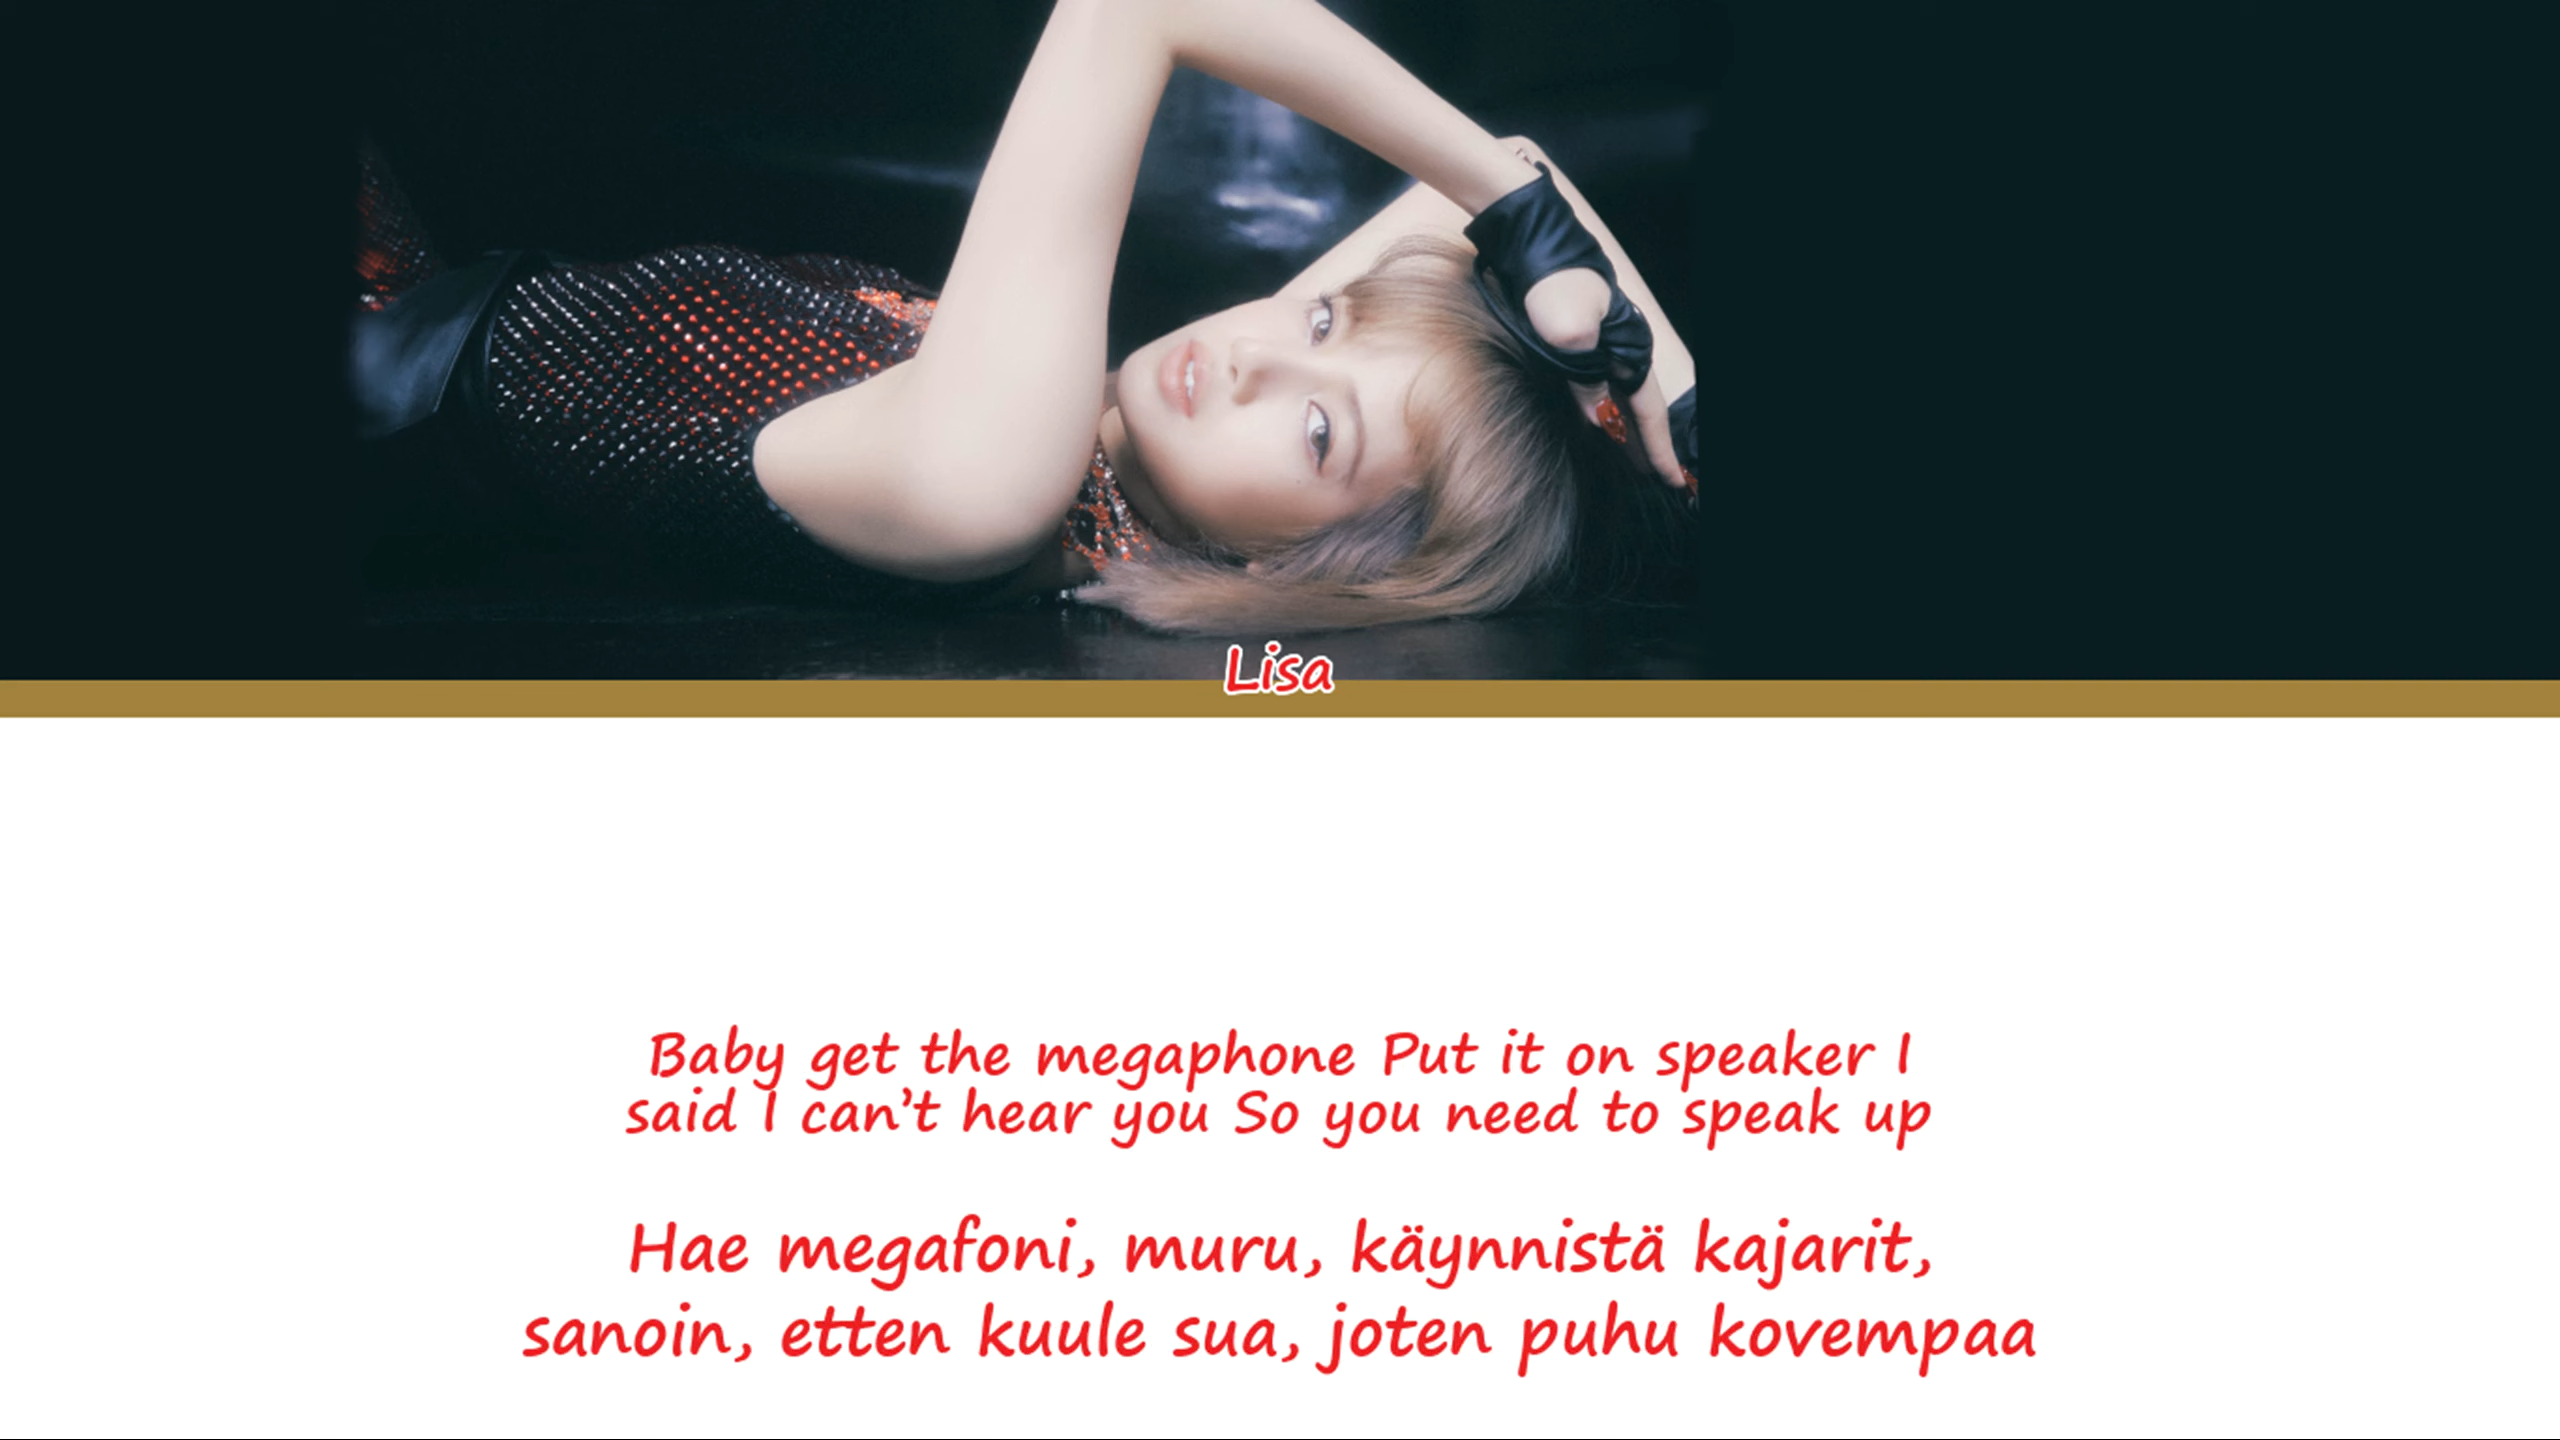 Lisa
Baby get the megaphone Put it on speaker I
said I can’t hear you So you need to speak up
Hae megafoni, muru, käynnistä kajarit,
sanoin, etten kuule sua, joten puhu kovempaa